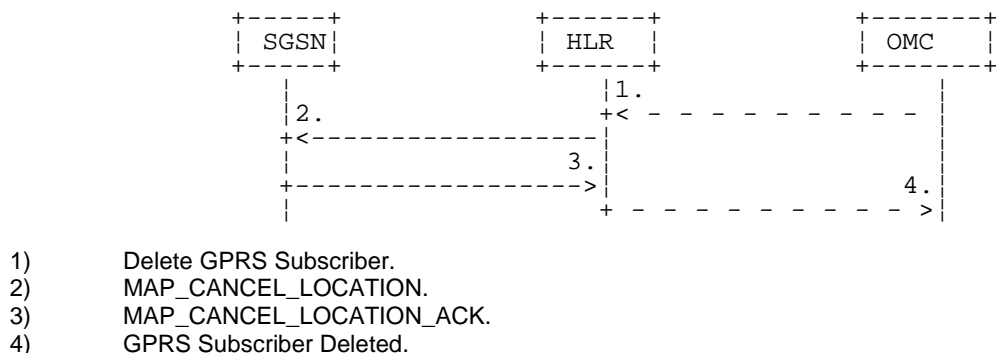 +-----+ +------+ +-------+
¦ SGSN¦ ¦ HLR ¦ ¦ OMC ¦
+-----+ +------+ +-------+
¦ ¦1. ¦
¦2. +< - - - - - - - - - ¦
+<------------------¦ ¦
¦ 3.¦ ¦
+------------------>¦ 4.¦
¦ + - - - - - - - - - >¦
1) Delete GPRS Subscriber.
2) MAP_CANCEL_LOCATION.
3) MAP_CANCEL_LOCATION_ACK.
4) GPRS Subscriber Deleted.